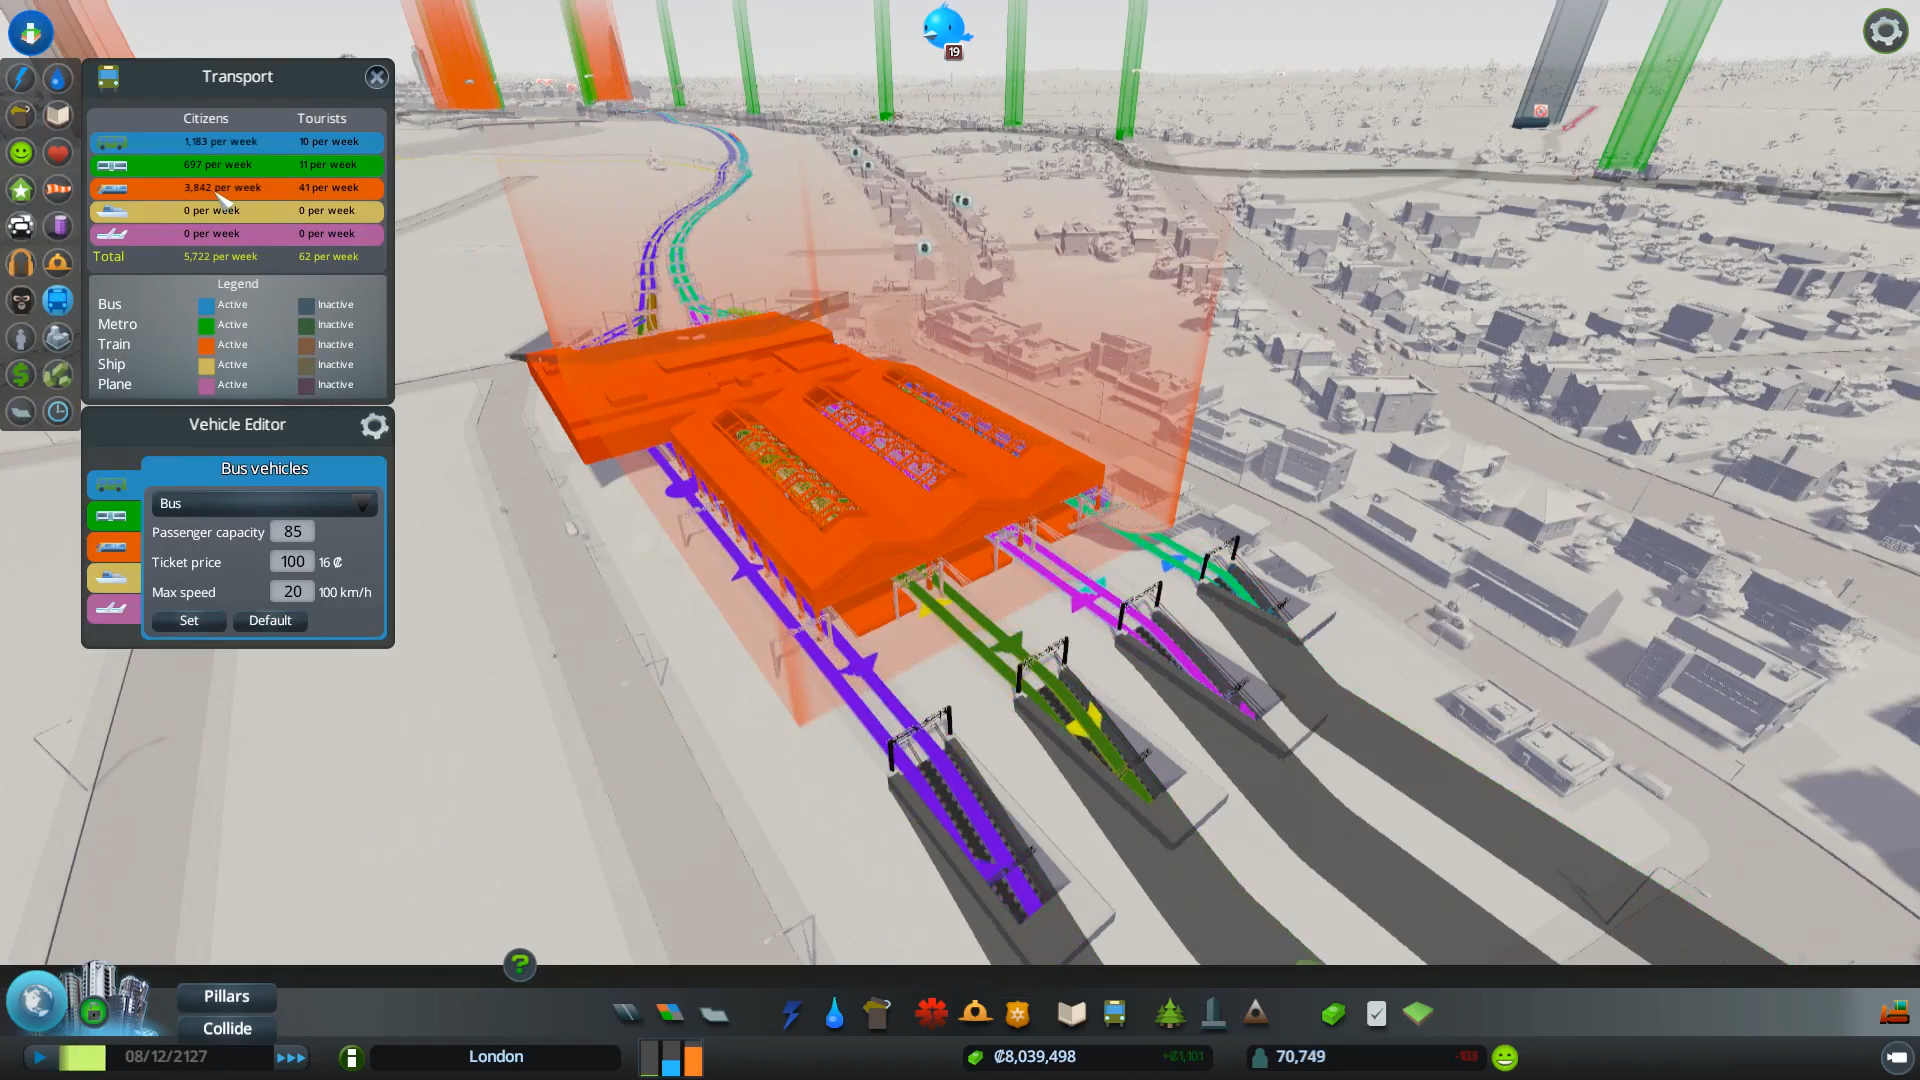 19
Transport
Citizens Tourists
1,183 per week 10 per week
697 per week 11 per week
3,842 per week 41 per week
0 per week 0 per week
0 per week 0 per week
Total 5,722 per week 62 per week
Legend
Bus Active Inactive
Metro Active Inactive
Train Active Inactive
Ship Active Inactive
Plane Active Inactive
Vehicle Editor
Bus vehicles
Bus
Passenger capacity 85
Ticket price 100 16 ₡
Max speed 20 100 km/h
Set Default
?
Pillars
Collide
08/12/2127
London
₡8,039,498 +₡1,101
70,749 -103